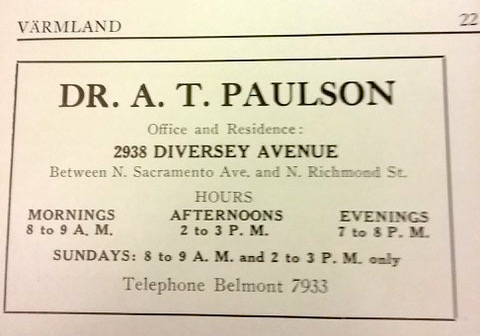 VÄRMLAND 22
DR. A. T. PAULSON
Office and Residence:
2938 DIVERSEY AVENUE
Between N. Sacramento Ave. and N. Richmond St.
HOURS
MORNINGS AFTERNOONS EVENINGS
8 to 9 A. M. 2 to 3 P. M. 7 to 8 P. M.
SUNDAYS: 8 to 9 A. M. and 2 to 3 P. M. only
Telephone Belmont 7933